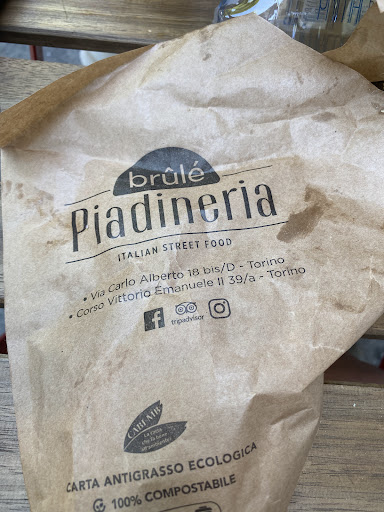 brûlé
Piadineria
ITALIAN STREET FOOD
• Via Carlo Alberto 18 bis/D - Torino
• Corso Vittorio Emanuele II 39/a - Torino
tripadvisor
CARTA ANTIGRASSO ECOLOGICA
100% COMPOSTABILE